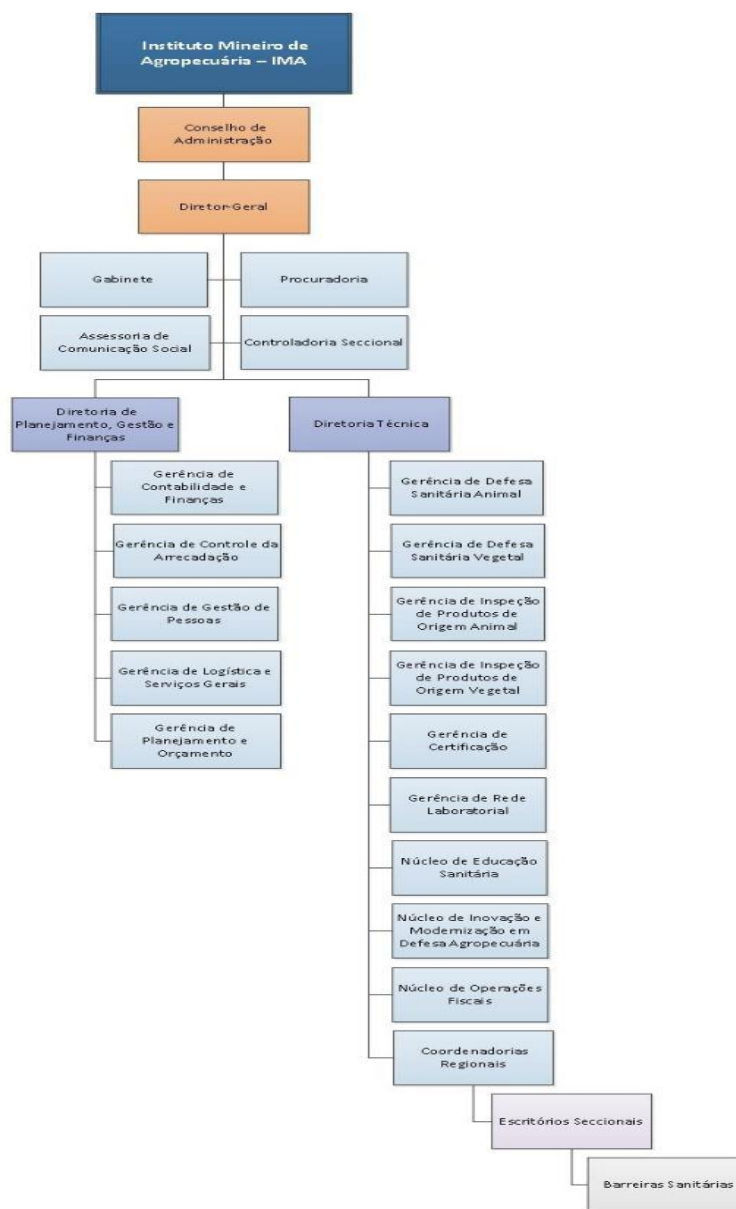 Instituto Mineiro de
Agropecuária – IMA
Conselho de
Administração
Diretor-Geral
Gabinete
Procuradoria
Assessoria de
Comunicação Social
Controladoria Seccional
Diretoria de
Planejamento, Gestão e
Finanças
Diretoria Técnica
Gerência de
Contabilidade e
Finanças
Gerência de Controle da
Arrecadação
Gerência de Gestão de
Pessoas
Gerência de Logística e
Serviços Gerais
Gerência de
Planejamento e
Orçamento
Gerência de Defesa
Sanitária Animal
Gerência de Defesa
Sanitária Vegetal
Gerência de Inspeção
de Produtos de
Origem Animal
Gerência de Inspeção
de Produtos de
Origem Vegetal
Gerência de
Certificação
Gerência de Rede
Laboratorial
Núcleo de Educação
Sanitária
Núcleo de Inovação e
Modernização em
Defesa Agropecuária
Núcleo de Operações
Fiscais
Coordenadorias
Regionais
Escritórios Seccionais
Barreiras Sanitárias